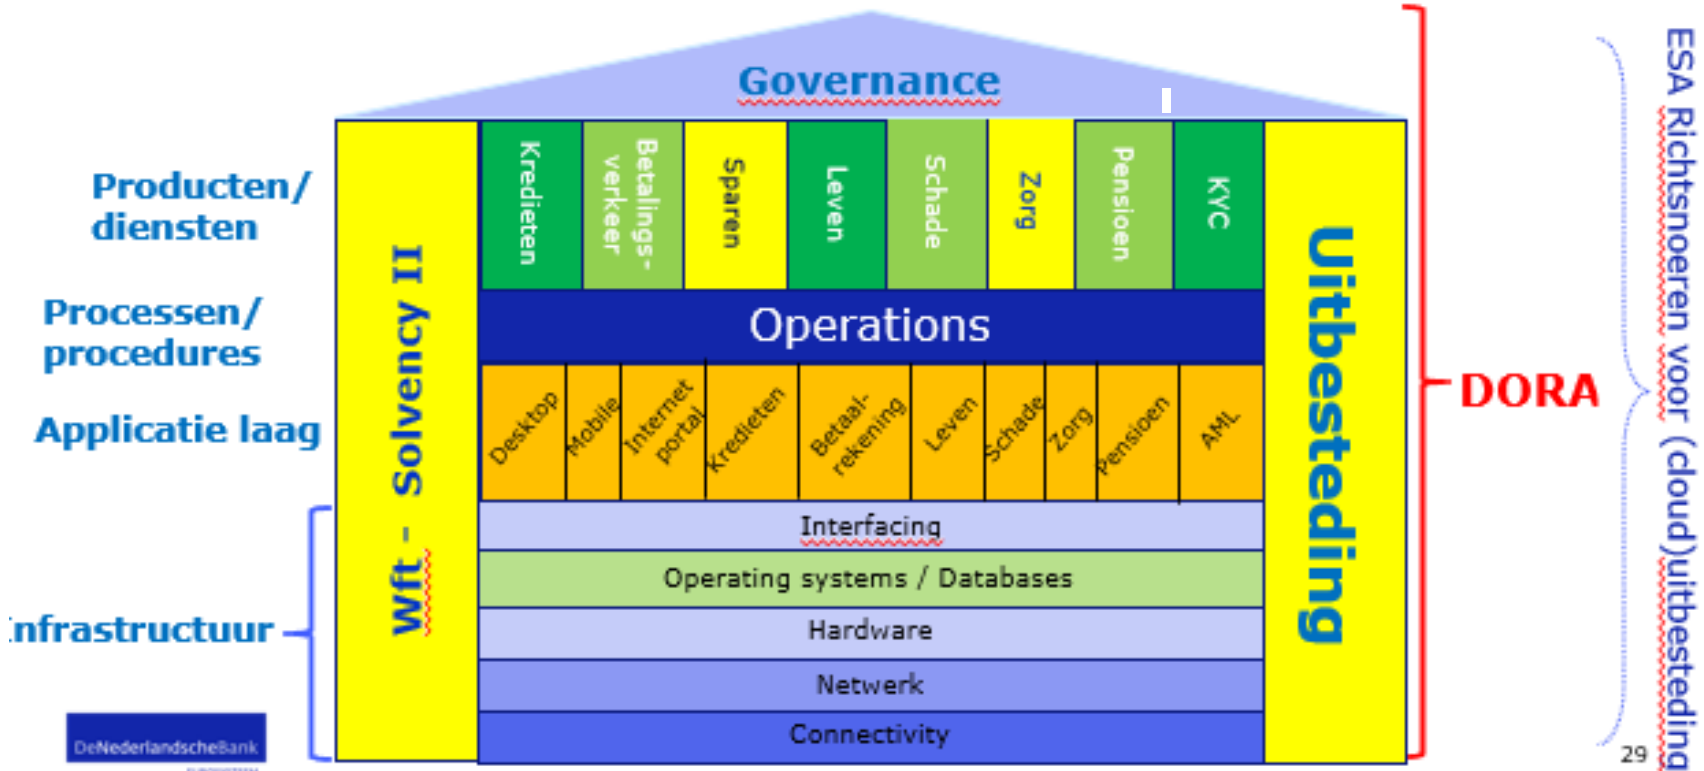 Governance
Producten/
diensten
Kredieten
Betalings-
verkeer
Sparen
Leven
Schade
Zorg
Pensioen
KYC
Processen/
procedures
Operations
Applicatie laag
Desktop
Mobile
Internet
portal
Kredieten
Betaal-
rekening
Leven
Schade
Zorg
Pensioen
AML
nfrastructuur
Interfacing
Operating systems / Databases
Hardware
Netwerk
Connectivity
Wft - Solvency II
Uitbesteding
DORA
ESA Richtsnoeren voor (cloud)uitbesteding
DeNederlandscheBank
29